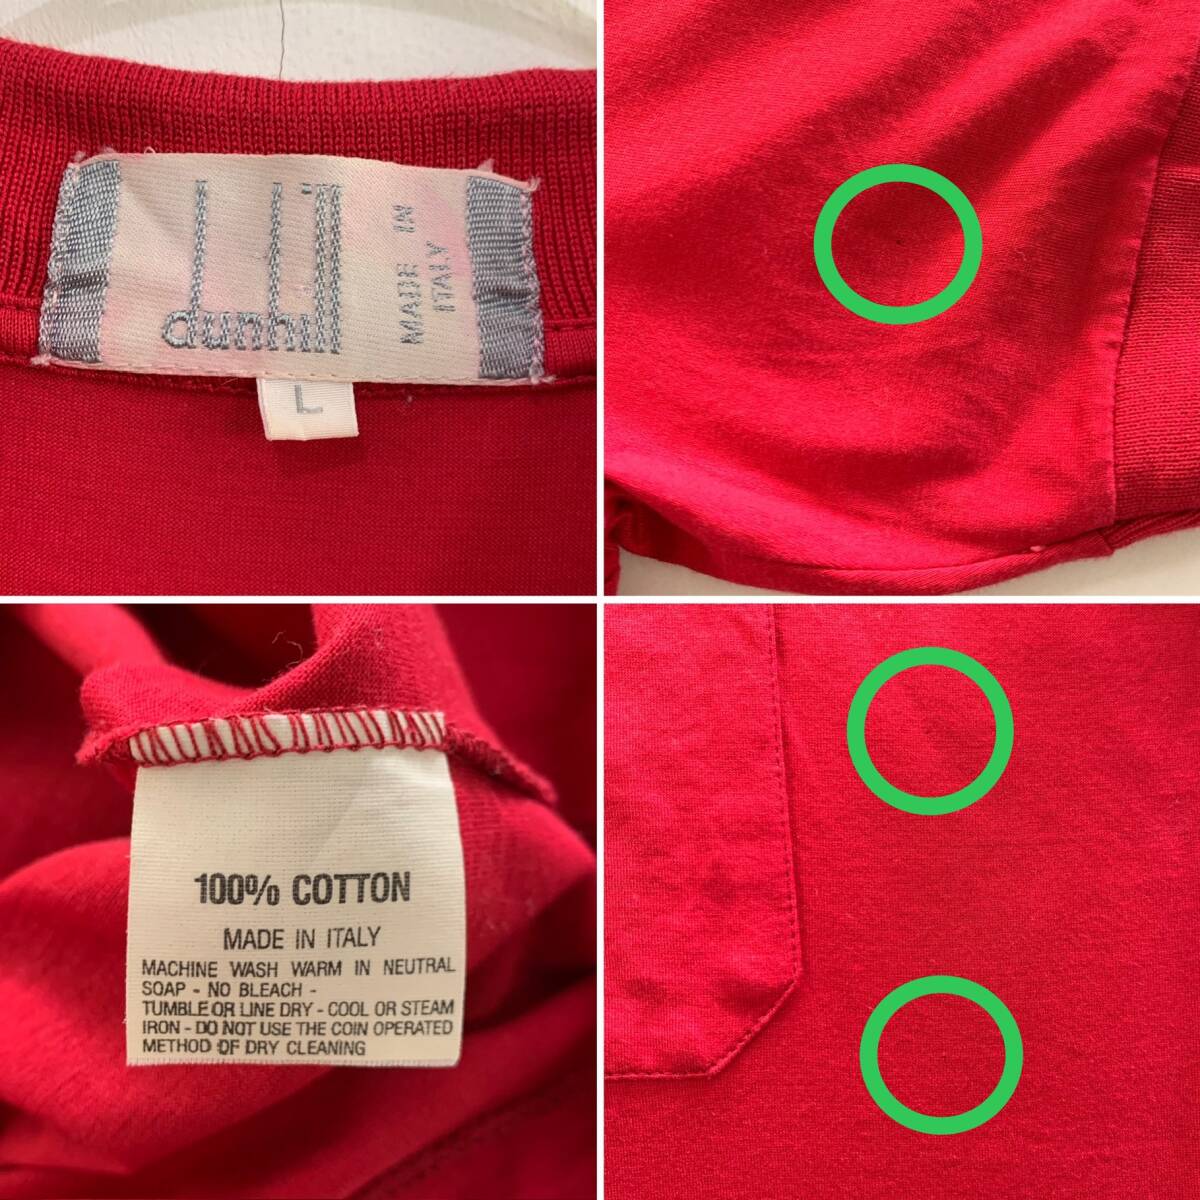 dunhill
MADE IN
ITALY
L
100% COTTON
MADE IN ITALY
MACHINE WASH WARM IN NEUTRAL
SOAP - NO BLEACH -
TUMBLE OR LINE DRY - COOL OR STEAM
IRON - DO NOT USE THE COIN OPERATED
METHOD OF DRY CLEANING